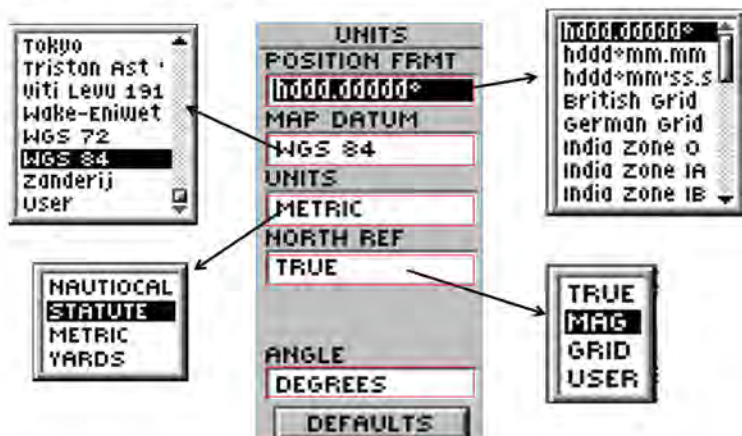 Tokyo
Tristan Ast '
Viti Levu 191
Wake-Eniwet
WGS 72
WGS 84
Zanderij
User
NAUTIOCAL
STATUTE
METRIC
YARDS
UNITS
POSITION FRMT
hddd.ddddd°
MAP DATUM
WGS 84
UNITS
METRIC
NORTH REF
TRUE
ANGLE
DEGREES
DEFAULTS
hddd.ddddd°
hddd°mm.mm
hddd°mm'ss.s
British Grid
German Grid
India Zone 0
India Zone IA
India Zone IB
TRUE
MAG
GRID
USER